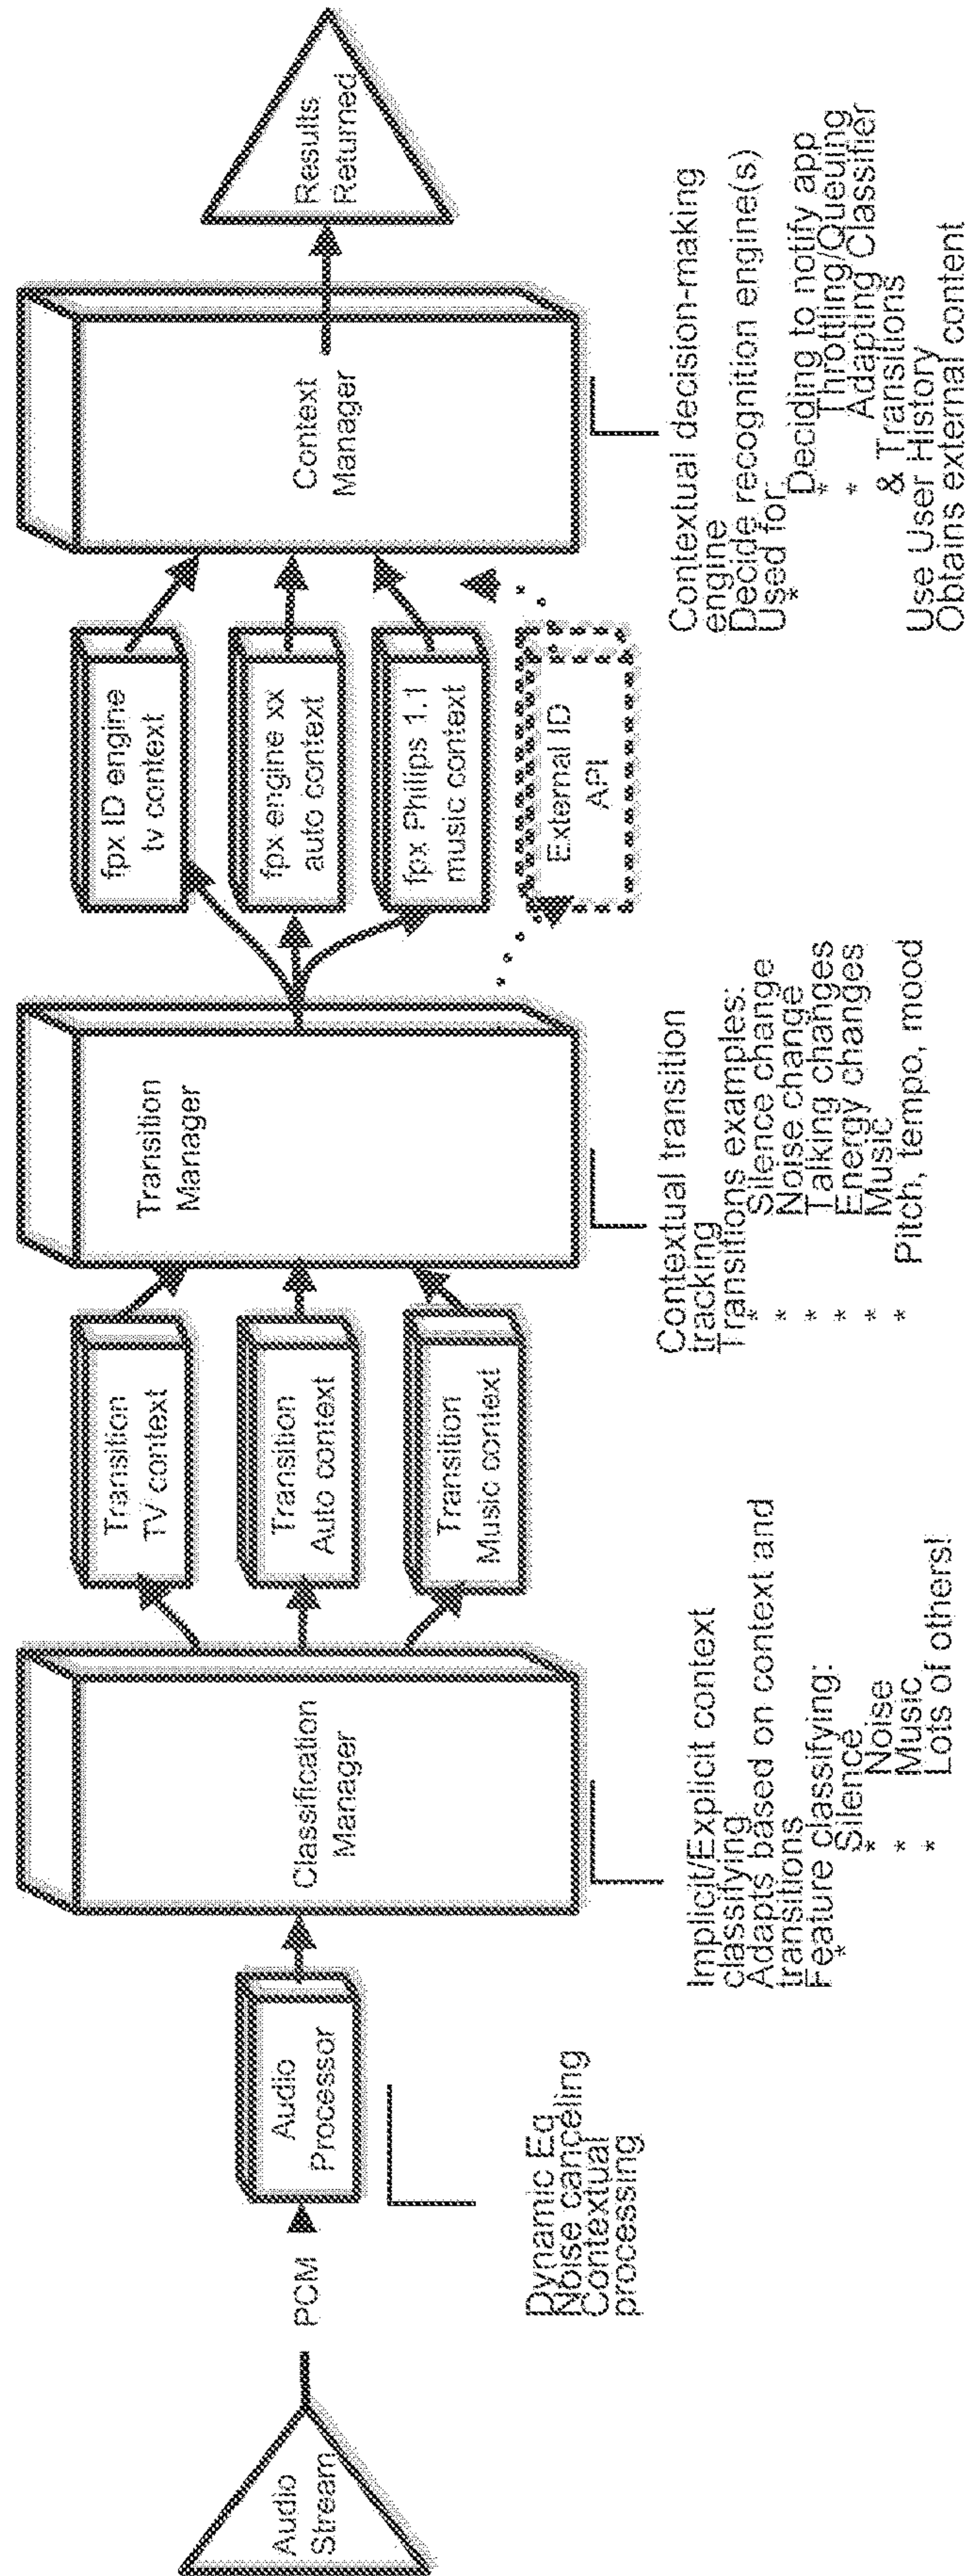 Audio
Stream
PCM
Audio
Processor
Dynamic Eq
Noise canceling
Contextual
processing
Classification
Manager
Implicit/Explicit context
classifying
Adapts based on context and
transitions
Feature classifying:
* Silence
* Noise
* Music
* Lots of others!
Transition
TV context
Transition
Auto context
Transition
Music context
Transition
Manager
Contextual transition
tracking
Transitions examples:
* Silence change
* Noise change
* Talking changes
* Energy changes
* Music
* Pitch, tempo, mood
fpx ID engine
tv context
fpx engine xx
auto context
fpx Philips 1.1
music context
External ID
API
Context
Manager
Contextual decision-making
engine
Decide recognition engine(s)
Used for:
* Deciding to notify app
* Throttling/Queuing
* Adapting Classifier
& Transitions
Use User History
Obtains external content
Results
Returned